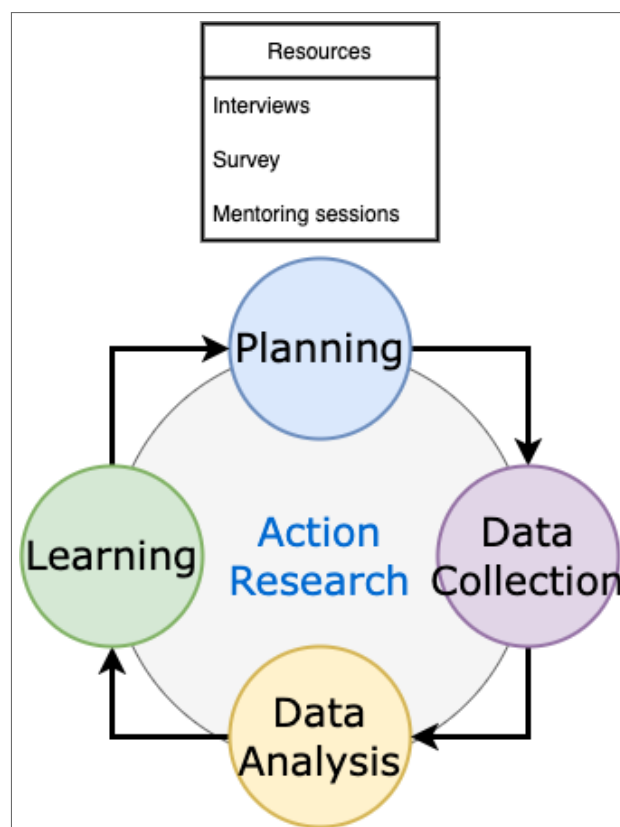 Resources
Interviews
Survey
Mentoring sessions
Planning
Learning
Action
Research
Data
Collection
Data
Analysis